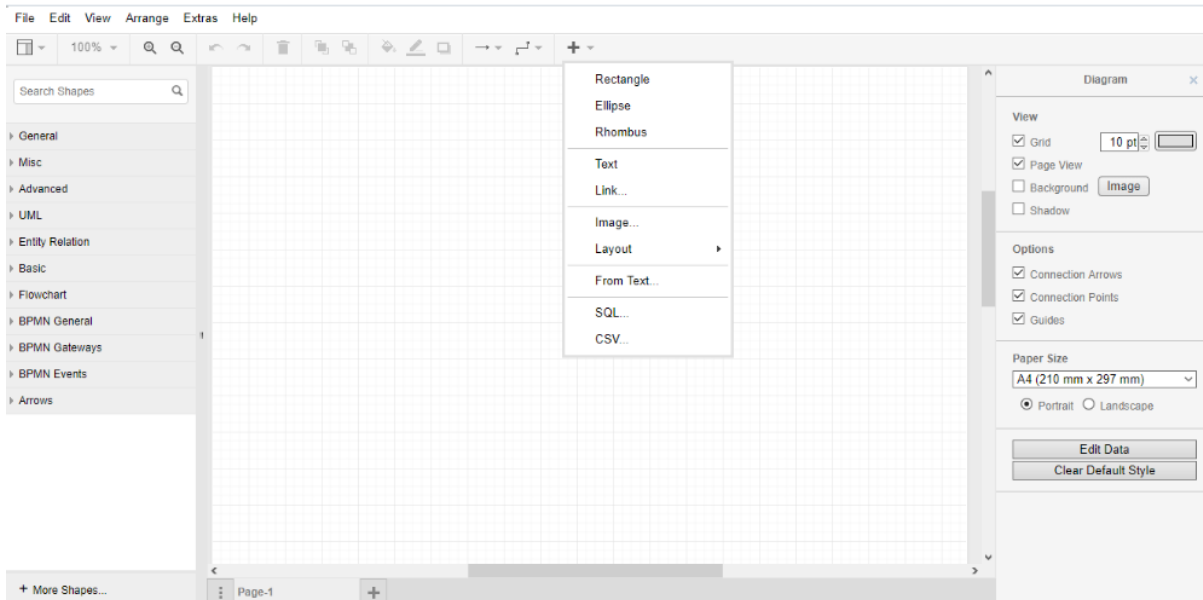 File Edit View Arrange Extras Help
100%
Search Shapes
General
Misc
Advanced
UML
Entity Relation
Basic
Flowchart
BPMN General
BPMN Gateways
BPMN Events
Arrows
+ More Shapes...
Rectangle
Ellipse
Rhombus
Text
Link...
Image...
Layout
From Text...
SQL...
CSV...
Page-1
Diagram
View
Grid 10 pt
Page View
Background Image
Shadow
Options
Connection Arrows
Connection Points
Guides
Paper Size
A4 (210 mm x 297 mm)
Portrait Landscape
Edit Data
Clear Default Style